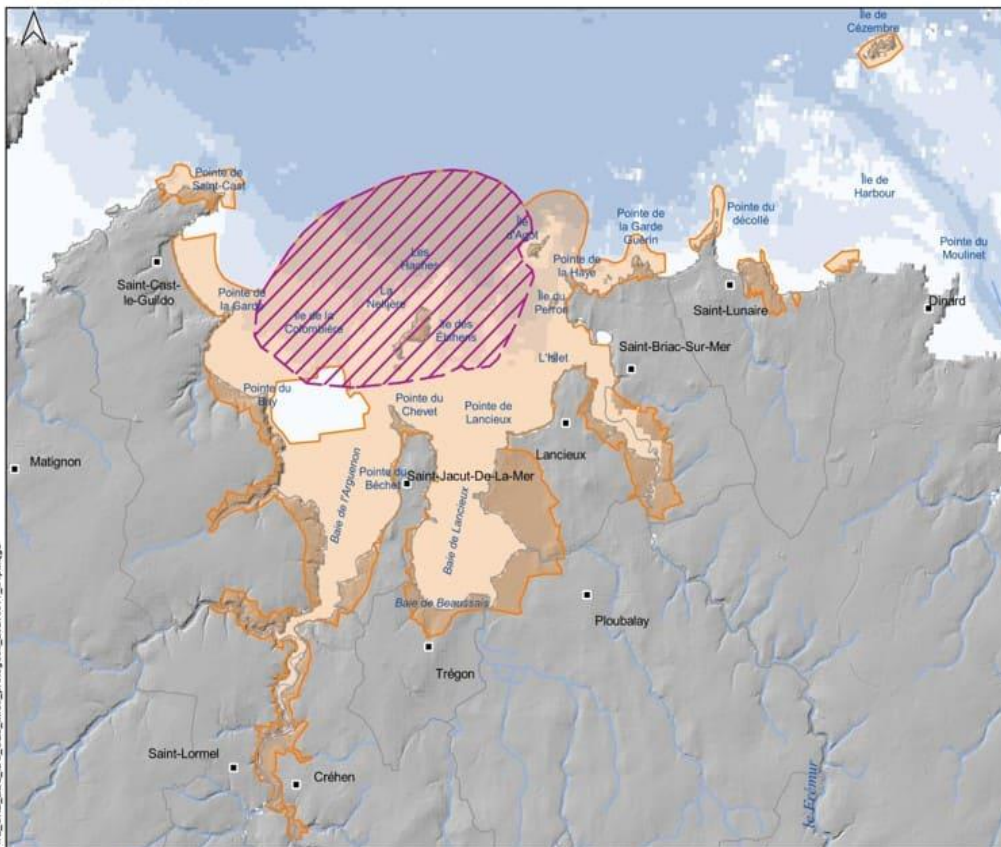 Île de
Cézembre
Pointe de
Saint-Cast
Île de
Harbour
Pointe du
décollé
Pointe de
la Garde
Guérin
Île
d'Agot
Pointe du
Moulinet
Les
Haches
Pointe de
la Haye
Saint-Cast-
le-Guildo
Pointe de
la Garde
La
Nellière
Île du
Perron
Saint-Lunaire
Dinard
Île de la
Colombière
Île des
Ébihens
Saint-Briac-Sur-Mer
L'Islet
Pointe du
Bay
Pointe du
Chevet
Pointe de
Lancieux
Lancieux
Matignon
Pointe du
Béchet
Saint-Jacut-De-La-Mer
Baie de l'Arguenon
Baie de Lancieux
Baie de Beaussais
Ploubalay
Trégon
Saint-Lormel
Créhen
le Frémur